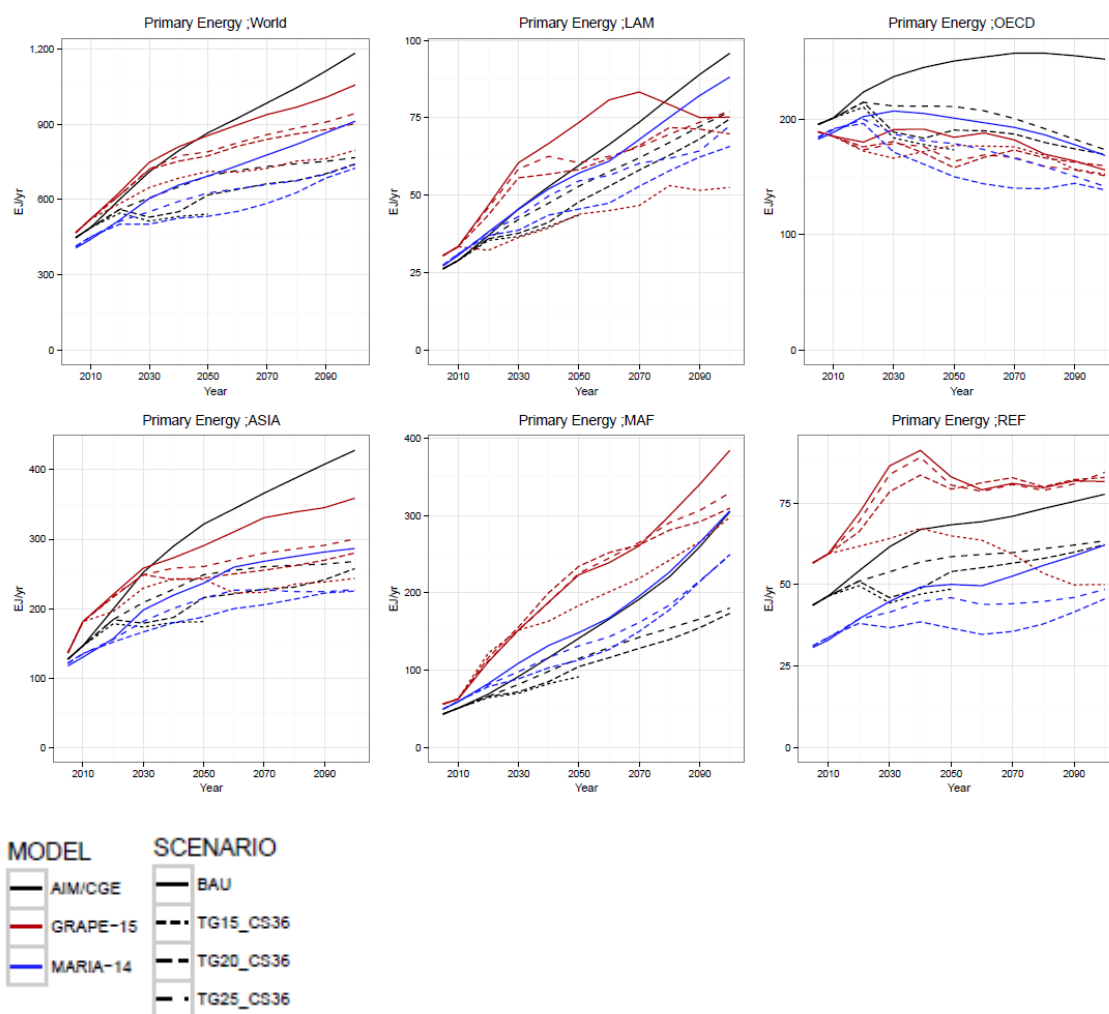 Primary Energy ;World
1,200
900
600
300
0
EJ/yr
2010 2030 2050 2070 2090
Year
Primary Energy ;LAM
100
75
50
25
0
EJ/yr
2010 2030 2050 2070 2090
Year
Primary Energy ;OECD
200
100
0
EJ/yr
2010 2030 2050 2070 2090
Year
Primary Energy ;ASIA
400
300
200
100
0
EJ/yr
2010 2030 2050 2070 2090
Year
Primary Energy ;MAF
400
300
200
100
0
EJ/yr
2010 2030 2050 2070 2090
Year
Primary Energy ;REF
75
50
25
0
EJ/yr
2010 2030 2050 2070 2090
Year
MODEL
AIM/CGE
GRAPE-15
MARIA-14
SCENARIO
BAU
TG15_CS36
TG20_CS36
TG25_CS36